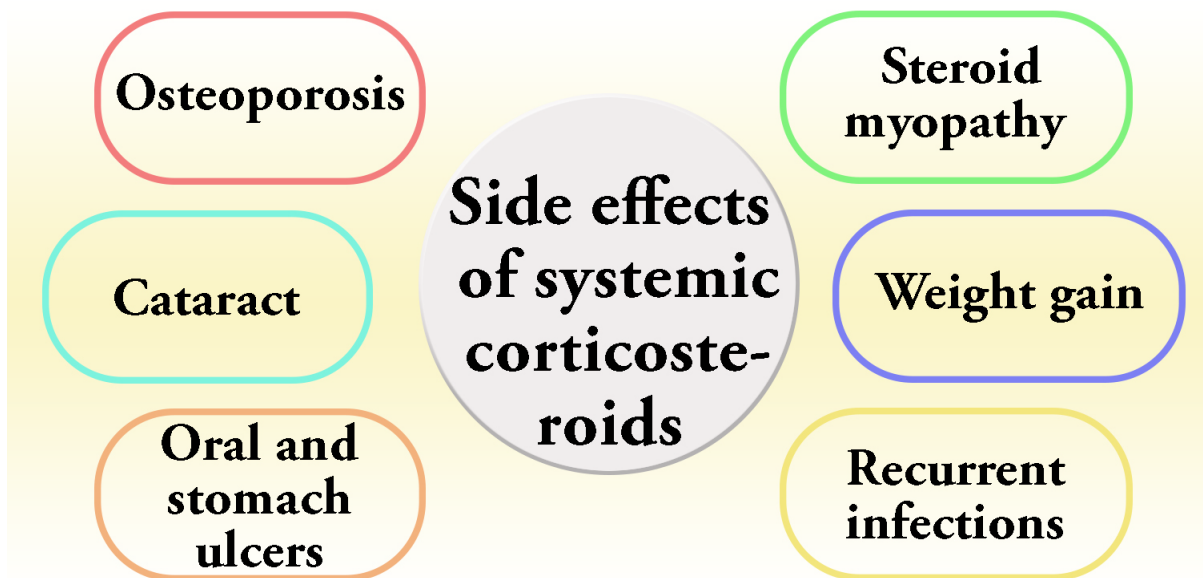 Osteoporosis
Cataract
Oral and
stomach
ulcers
Side effects
of systemic
corticoste-
roids
Steroid
myopathy
Weight gain
Recurrent
infections